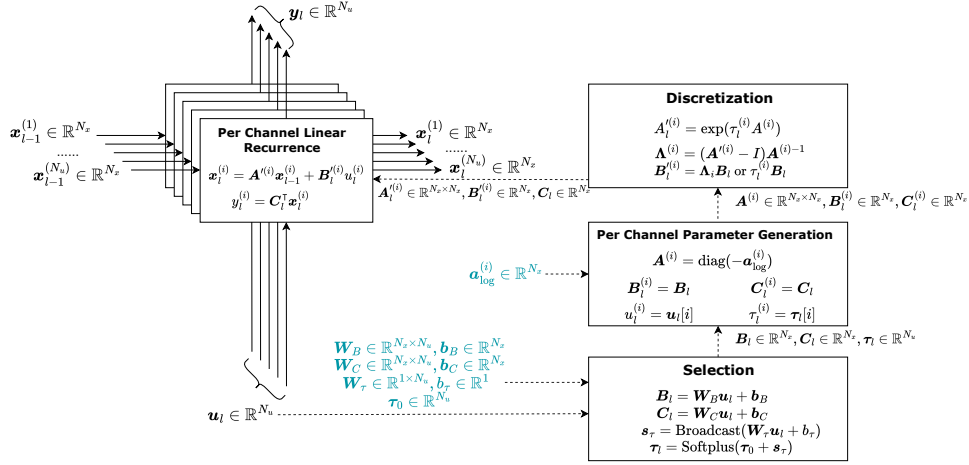 𝒚_l ∈ ℝ^{N_u}
𝒙_{l−1}^{(1)} ∈ ℝ^{N_x}
......
𝒙_{l−1}^{(N_u)} ∈ ℝ^{N_x}
Per Channel Linear
Recurrence
𝒙_l^{(i)} = 𝑨′^{(i)} 𝒙_{l−1}^{(i)} + 𝑩′_l^{(i)} u_l^{(i)}
y_l^{(i)} = 𝑪_l^⊤ 𝒙_l^{(i)}
𝒙_l^{(1)} ∈ ℝ^{N_x}
......
𝒙_l^{(N_u)} ∈ ℝ^{N_x}
𝑨′_l^{(i)} ∈ ℝ^{N_x×N_x}, 𝑩′_l^{(i)} ∈ ℝ^{N_x}, 𝑪_l ∈ ℝ^{N_x}
Discretization
A′_l^{(i)} = exp(τ_l^{(i)} A^{(i)})
𝚲^{(i)} = (𝑨′^{(i)} − I)𝑨^{(i)−1}
𝑩′_l^{(i)} = 𝚲_i 𝑩_l or τ_l^{(i)} 𝑩_l
𝑨^{(i)} ∈ ℝ^{N_x×N_x}, 𝑩_l^{(i)} ∈ ℝ^{N_x}, 𝑪_l^{(i)} ∈ ℝ^{N_x}
Per Channel Parameter Generation
𝑨^{(i)} = diag(−𝒂_{log}^{(i)})
𝑩_l^{(i)} = 𝑩_l 𝑪_l^{(i)} = 𝑪_l
u_l^{(i)} = 𝒖_l[i] τ_l^{(i)} = 𝝉_l[i]
𝒂_{log}^{(i)} ∈ ℝ^{N_x}
𝑩_l ∈ ℝ^{N_x}, 𝑪_l ∈ ℝ^{N_x}, 𝝉_l ∈ ℝ^{N_u}
𝑾_B ∈ ℝ^{N_x×N_u}, 𝒃_B ∈ ℝ^{N_x}
𝑾_C ∈ ℝ^{N_x×N_u}, 𝒃_C ∈ ℝ^{N_x}
𝑾_τ ∈ ℝ^{1×N_u}, b_τ ∈ ℝ^1
𝝉_0 ∈ ℝ^{N_u}
𝒖_l ∈ ℝ^{N_u}
Selection
𝑩_l = 𝑾_B 𝒖_l + 𝒃_B
𝑪_l = 𝑾_C 𝒖_l + 𝒃_C
𝒔_τ = Broadcast(𝑾_τ 𝒖_l + b_τ)
𝝉_l = Softplus(𝝉_0 + 𝒔_τ)